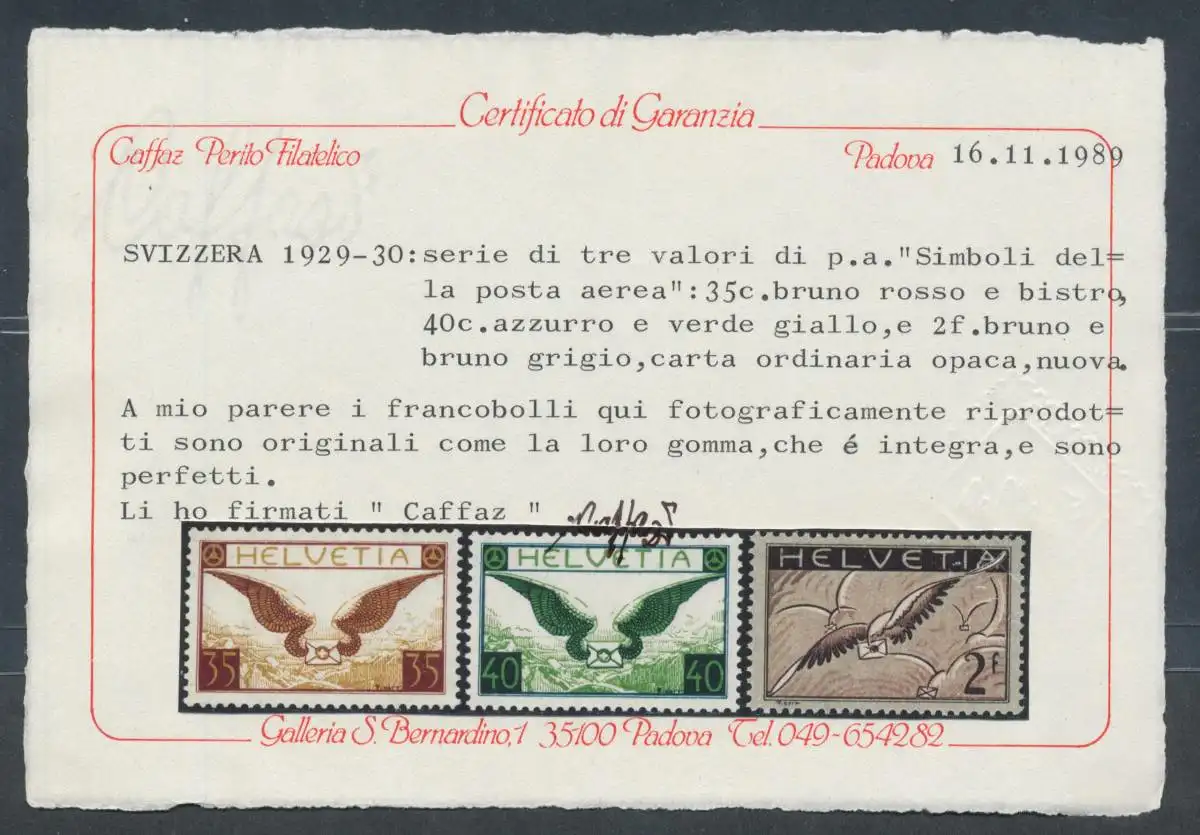 Certificato di Garanzia
Caffaz Perito Filatelico
Padova 16.11.1989
SVIZZERA 1929-30:serie di tre valori di p.a."Simboli del=
la posta aerea":35c.bruno rosso e bistro,
40c.azzurro e verde giallo,e 2f.bruno e
bruno grigio,carta ordinaria opaca,nuova.
A mio parere i francobolli qui fotograficamente riprodot=
ti sono originali come la loro gomma,che é integra,e sono
perfetti.
Li ho firmati " Caffaz "
HELVETIA
35 35
HELVETIA
40 40
HELVETIA
2f
Galleria S. Bernardino,1 35100 Padova Tel.049-654282